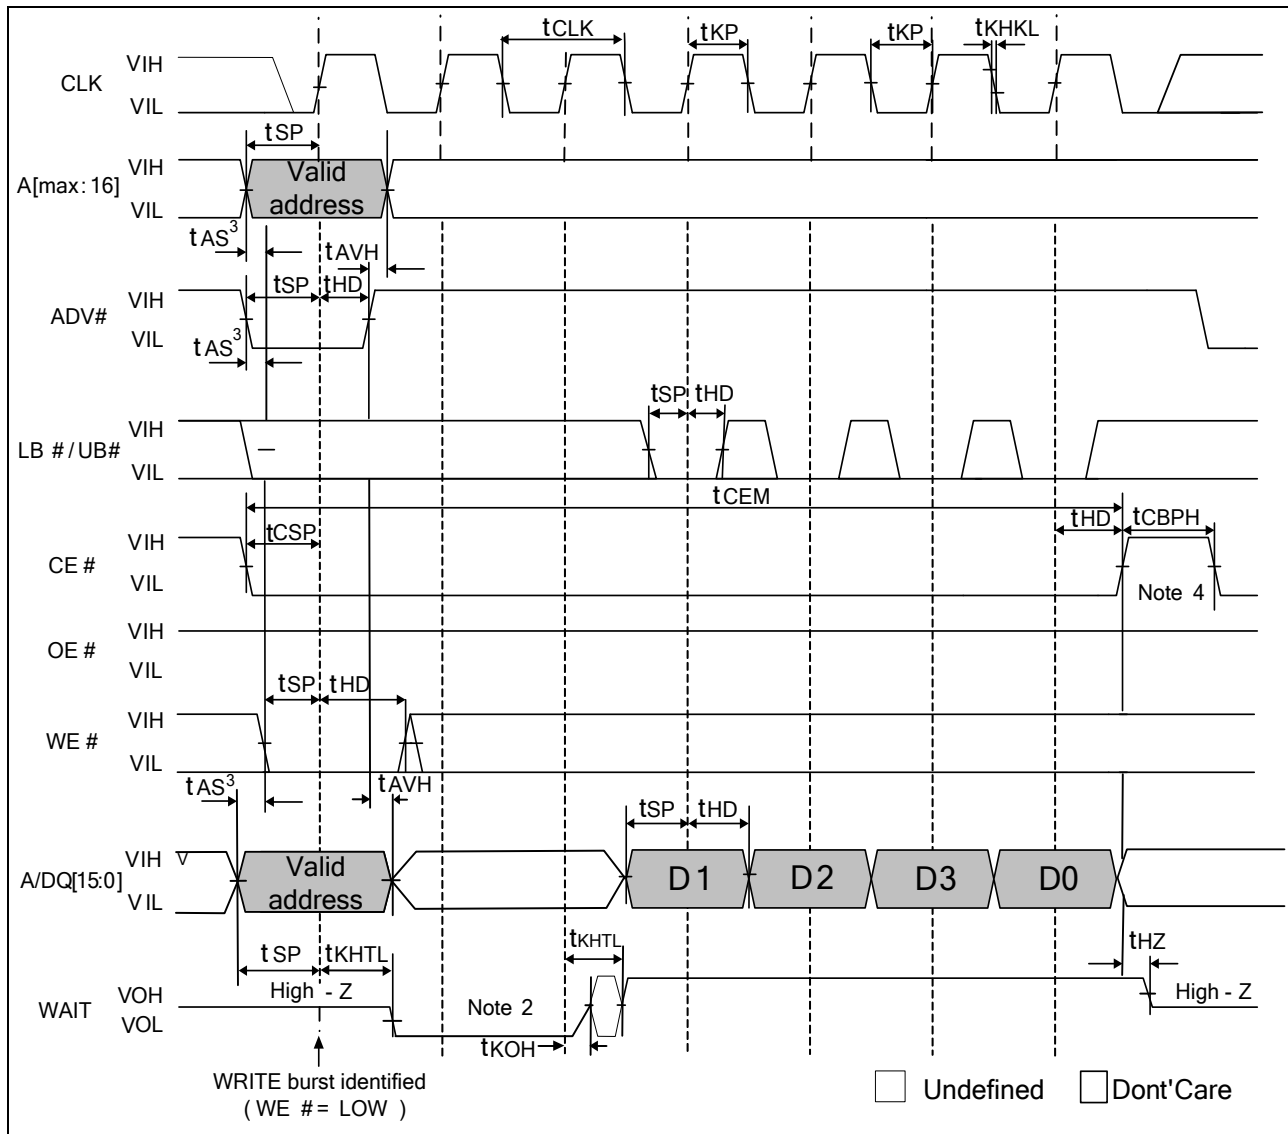 tCLK tKP tKP tKHKL
CLK VIH
VIL
tSP
A[max:16] VIH
VIL
Valid
address
tAS3 tAVH
tSP tHD
ADV# VIH
VIL
tAS3
tSP tHD
LB #/UB# VIH
VIL
tCEM
tCSP tHD tCBPH
CE # VIH
VIL
Note 4
OE # VIH
VIL
tSP tHD
WE # VIH
VIL
tAS3 tAVH
tSP tHD
A/DQ[15:0] VIH V
VIL
Valid
address
D1 D2 D3 D0
tSP tKHTL tKHTL tHZ
WAIT VOH
VOL
High - Z Note 2 High - Z
tKOH
WRITE burst identified
( WE #= LOW )
Undefined Dont'Care